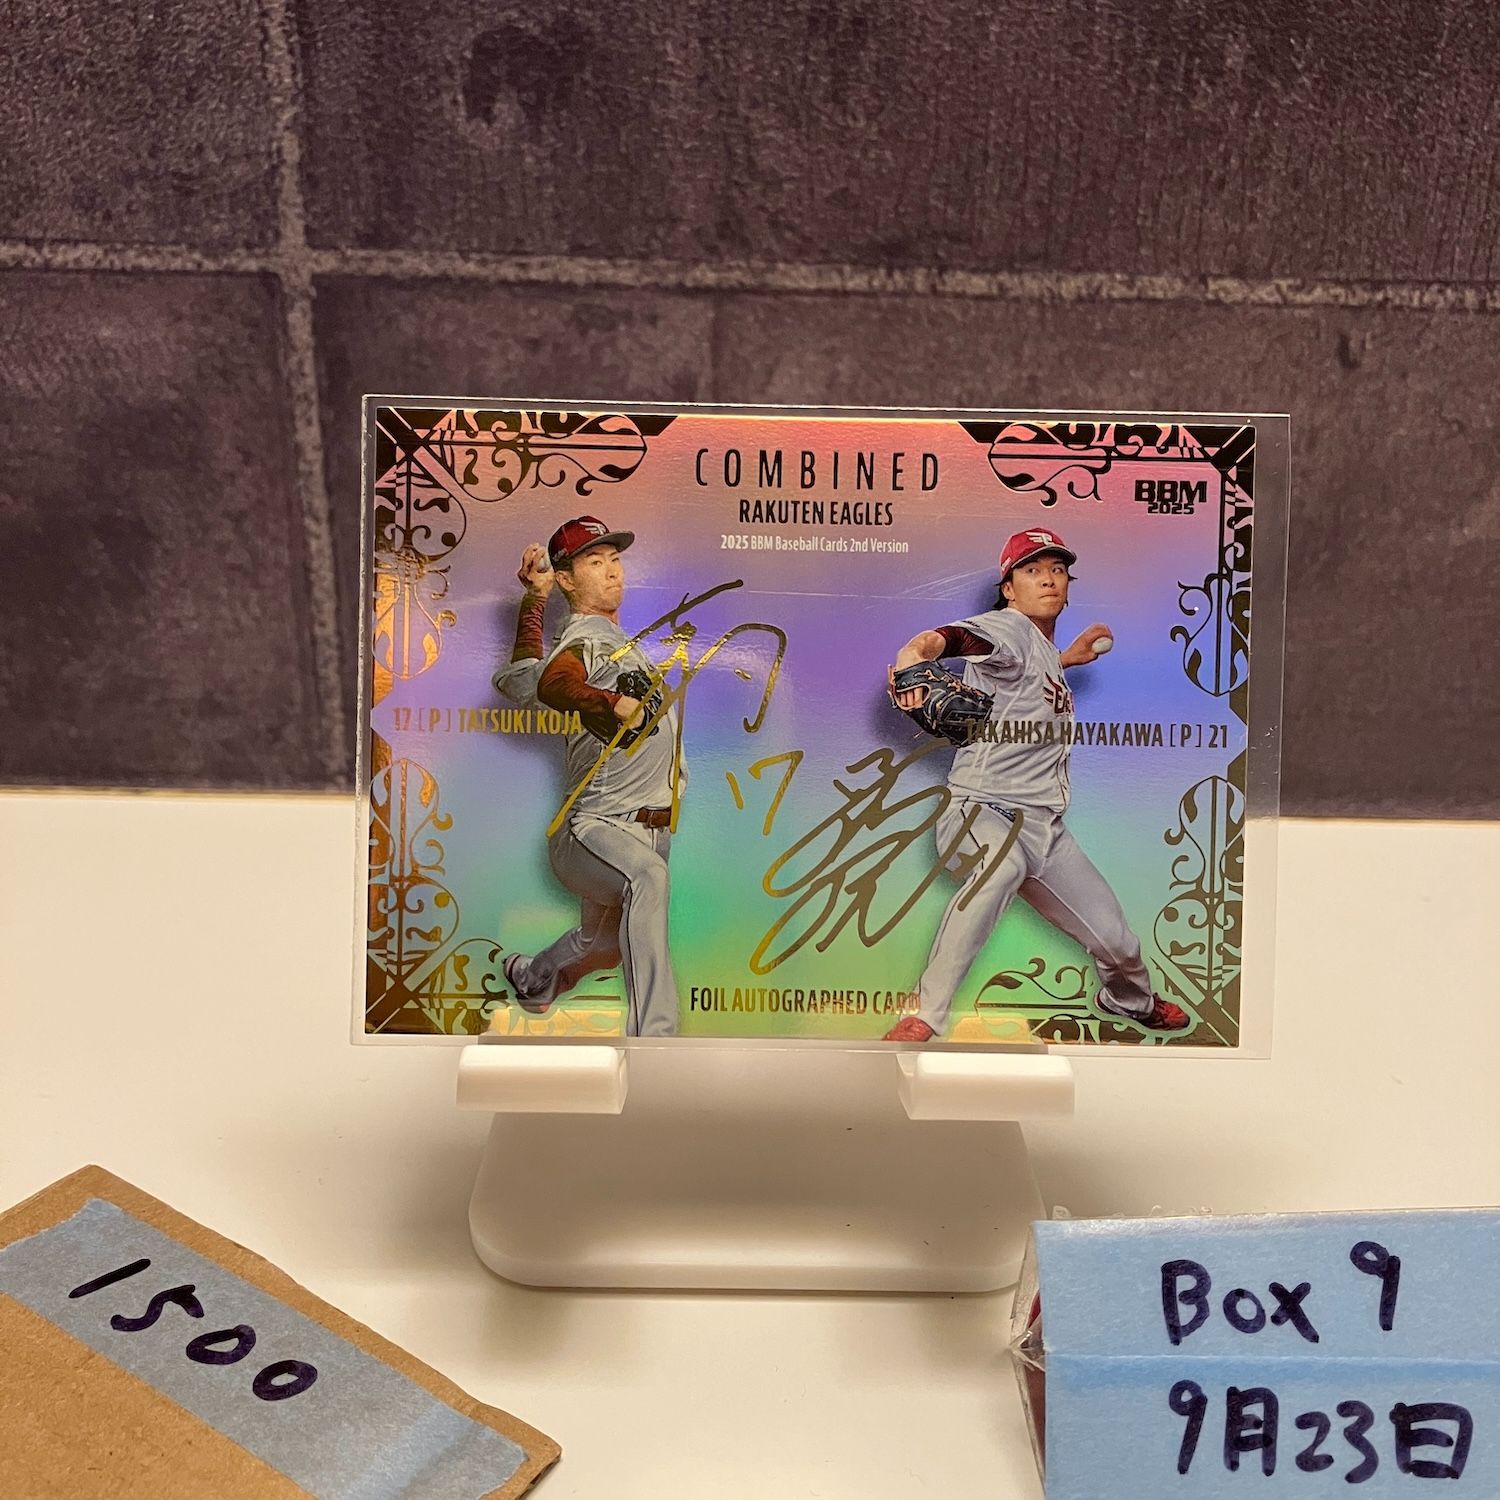 COMBINED
RAKUTEN EAGLES
2025 BBM Baseball Cards 2nd Version
BBM
2025
17 [P] TATSUKI KOJA
TAKAHISA HAYAKAWA [P] 21
17
FOIL AUTOGRAPHED CARD
1500
Box 9
9月23日